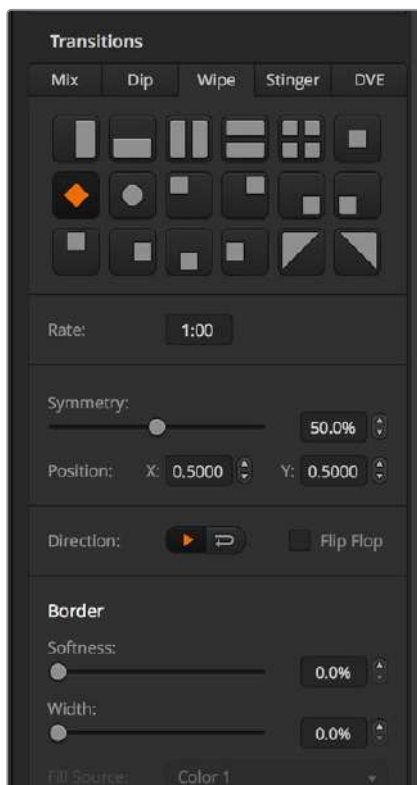 Transitions
Mix Dip Wipe Stinger DVE
Rate: 1:00
Symmetry:
50.0%
Position: X: 0.5000 Y: 0.5000
Direction: Flip Flop
Border
Softness:
0.0%
Width:
0.0%
Fill Source: Color 1